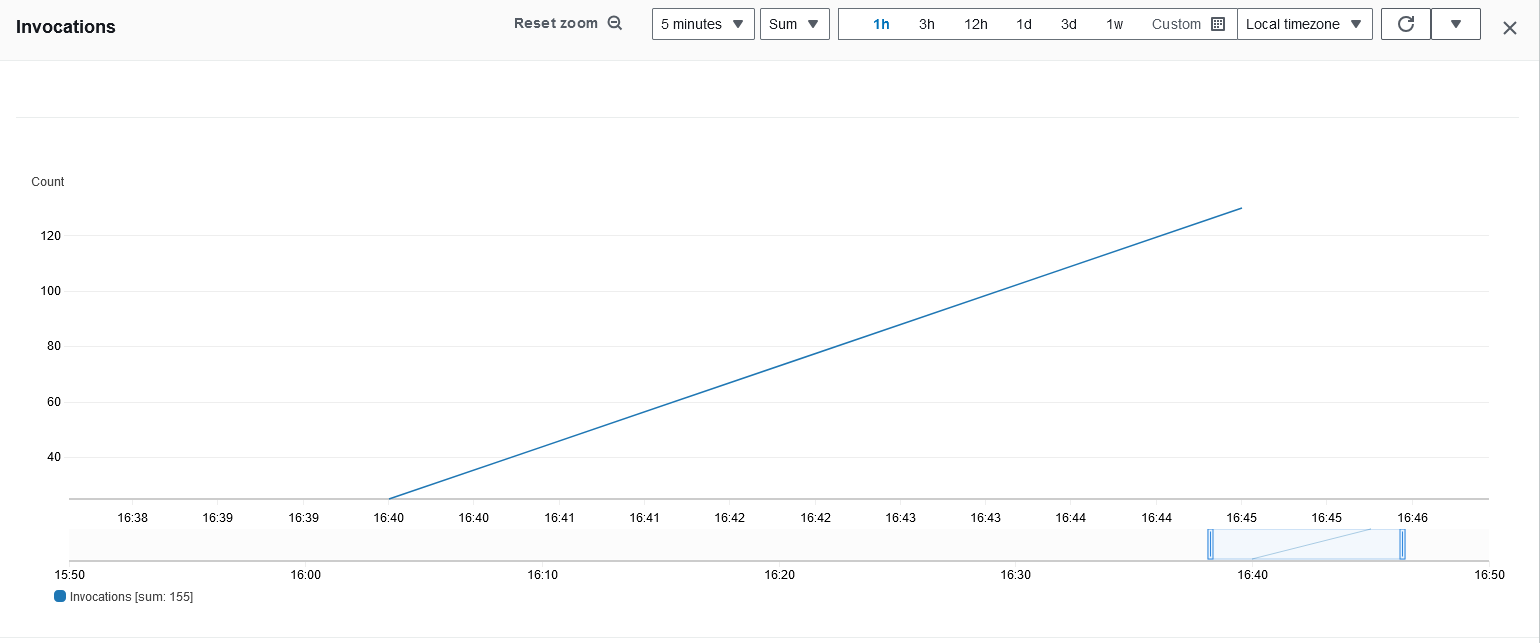 Invocations
Reset zoom
5 minutes
Sum
1h 3h 12h 1d 3d 1w Custom
Local timezone
Count
120
100
80
60
40
16:38 16:39 16:39 16:40 16:40 16:41 16:41 16:42 16:42 16:43 16:43 16:44 16:44 16:45 16:45 16:46
15:50 16:00 16:10 16:20 16:30 16:40 16:50
Invocations [sum: 155]